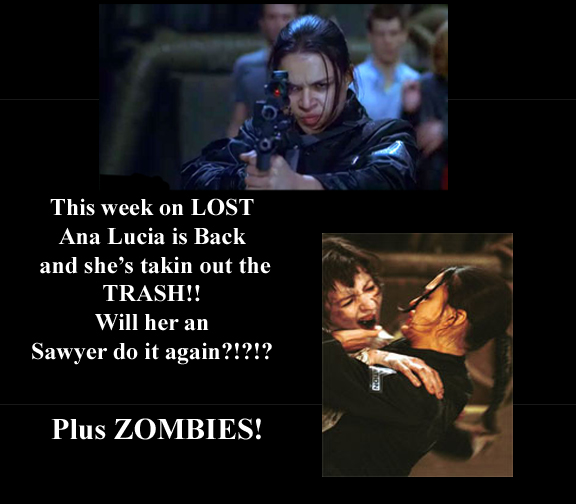 This week on LOST
Ana Lucia is Back
and she’s takin out the
TRASH!!
Will her an
Sawyer do it again?!?!?
Plus ZOMBIES!